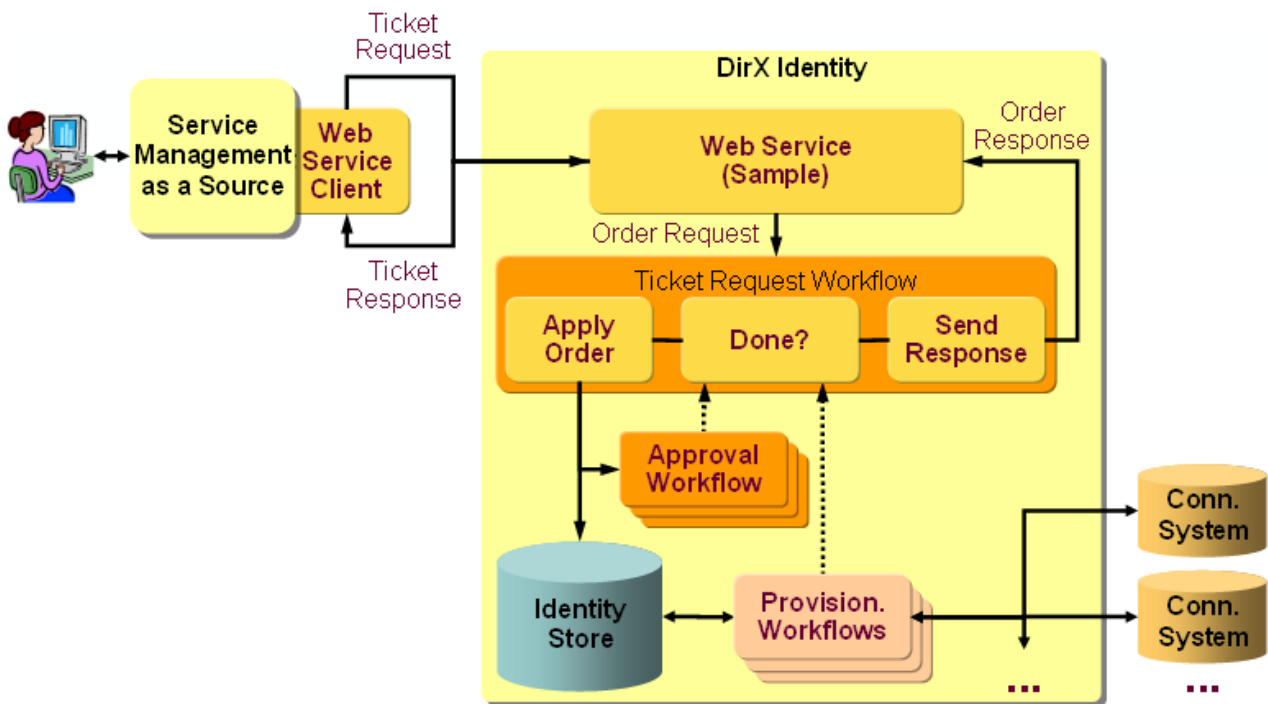 Ticket
Request
DirX Identity
Service
Management
as a Source
Web
Service
Client
Web Service
(Sample)
Order
Response
Order Request
Ticket
Response
Ticket Request Workflow
Apply
Order
Done?
Send
Response
Approval
Workflow
Conn.
System
Identity
Store
Provision.
Workflows
Conn.
System
...
...